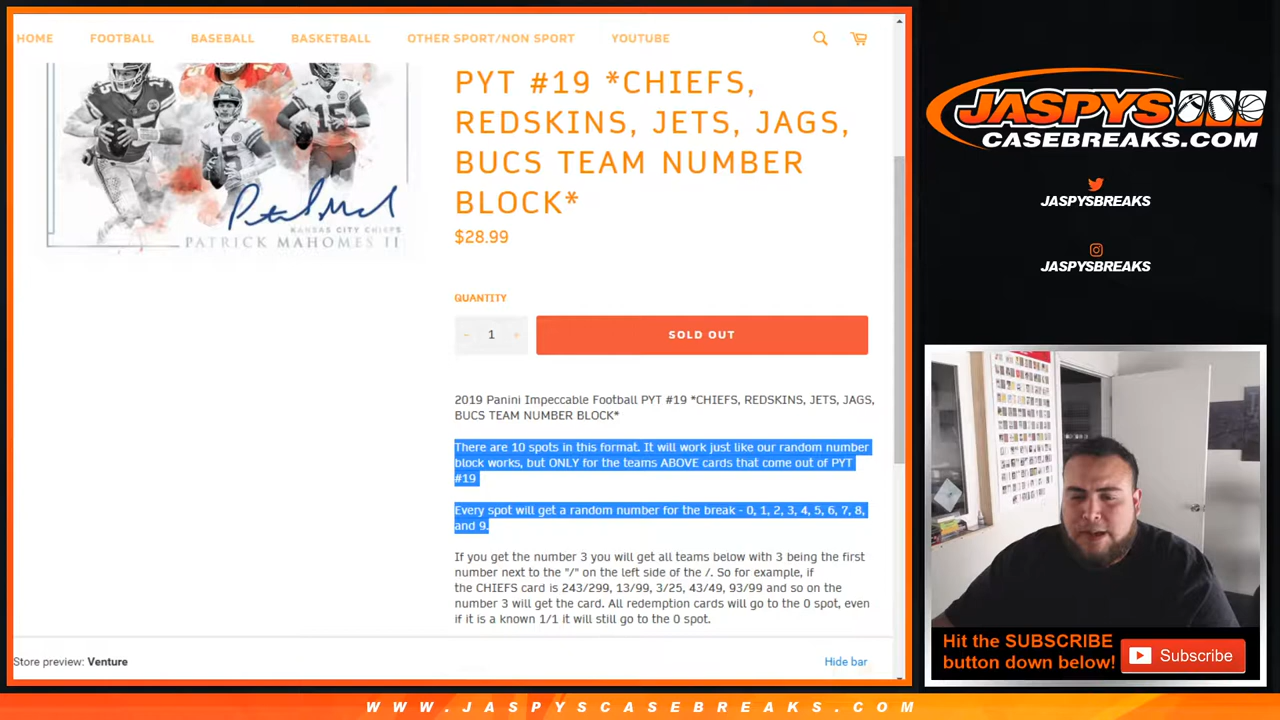 HOME FOOTBALL BASEBALL BASKETBALL OTHER SPORT/NON SPORT YOUTUBE
KANSAS CITY CHIEFS
PATRICK MAHOMES II
PYT #19 *CHIEFS,
REDSKINS, JETS, JAGS,
BUCS TEAM NUMBER
BLOCK*
$28.99
QUANTITY
− 1 +
SOLD OUT
2019 Panini Impeccable Football PYT #19 *CHIEFS, REDSKINS, JETS, JAGS,
BUCS TEAM NUMBER BLOCK*
There are 10 spots in this format. It will work just like our random number
block works, but ONLY for the teams ABOVE cards that come out of PYT
#19
Every spot will get a random number for the break - 0, 1, 2, 3, 4, 5, 6, 7, 8,
and 9.
If you get the number 3 you will get all teams below with 3 being the first
number next to the "/" on the left side of the /. So for example, if
the CHIEFS card is 243/299, 13/99, 3/25, 43/49, 93/99 and so on the
number 3 will get the card. All redemption cards will go to the 0 spot, even
if it is a known 1/1 it will still go to the 0 spot.
Store preview: Venture
Hide bar
JASPYS
CASEBREAKS.COM
JASPYSBREAKS
JASPYSBREAKS
Hit the SUBSCRIBE
button down below!
Subscribe
WWW.JASPYSCASEBREAKS.COM